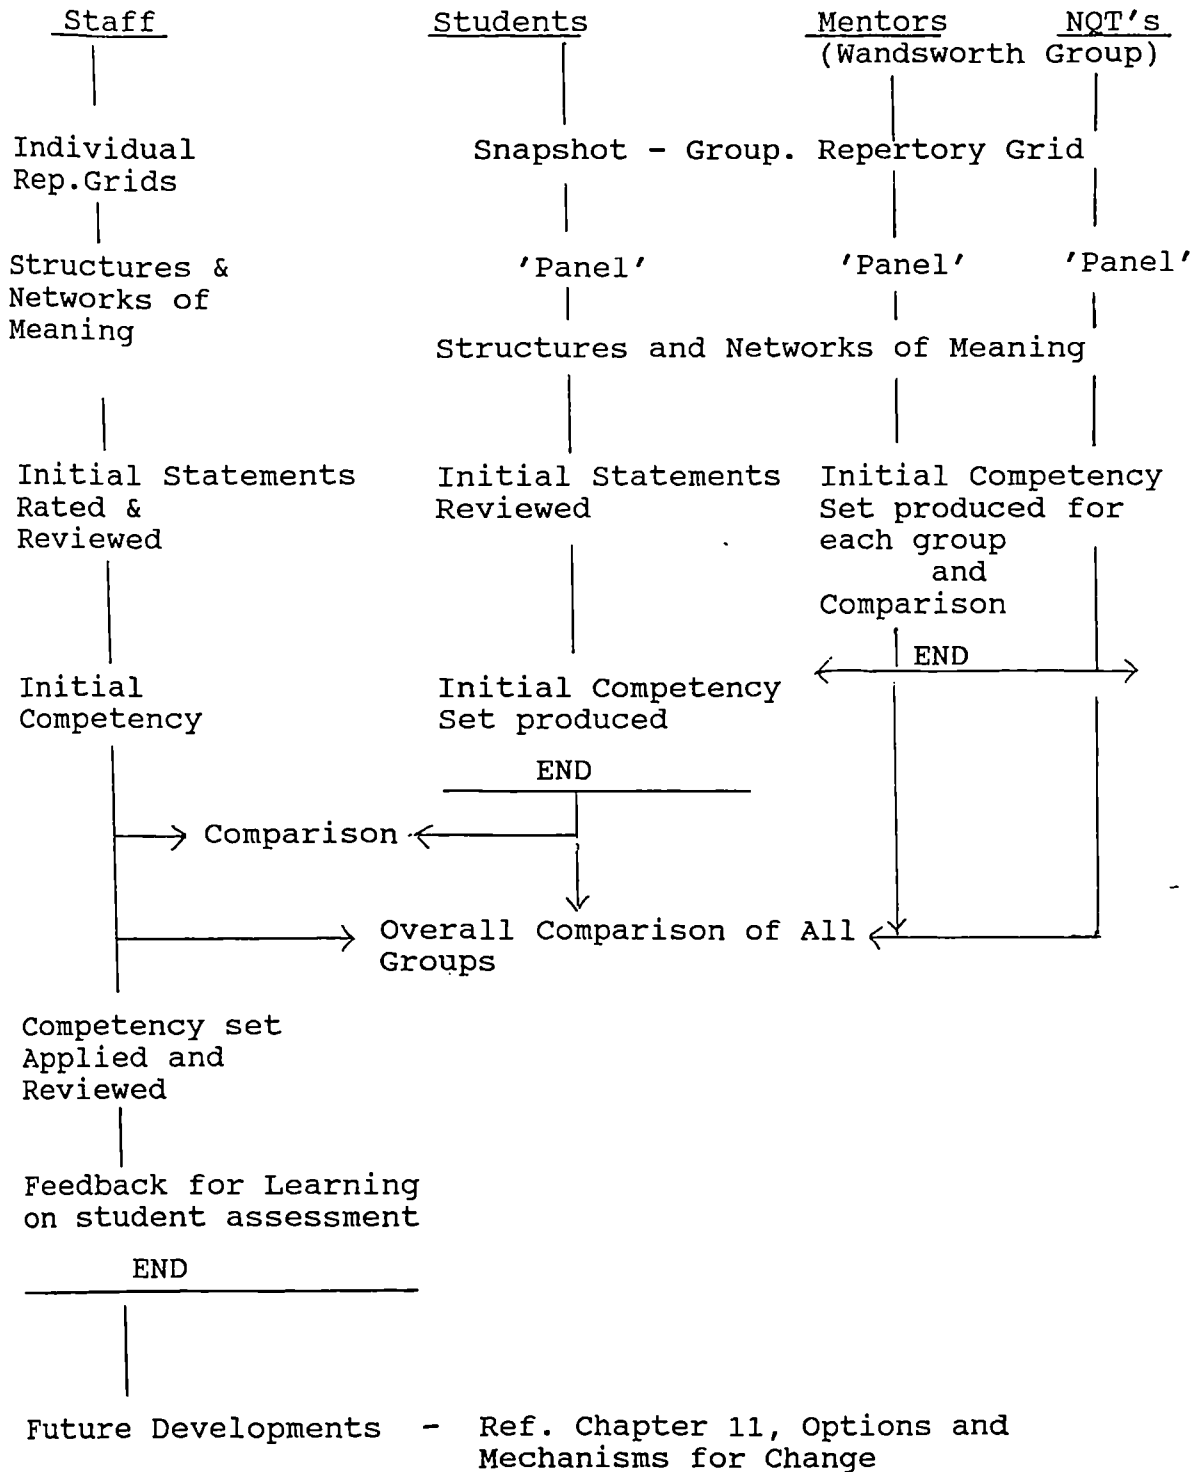 Staff Students Mentors NQT's
(Wandsworth Group)
Individual Snapshot - Group. Repertory Grid
Rep.Grids
Structures & 'Panel' 'Panel' 'Panel'
Networks of
Meaning
Structures and Networks of Meaning
Initial Statements Initial Statements Initial Competency
Rated & Reviewed Set produced for
Reviewed each group
and
Comparison
END
Initial Initial Competency
Competency Set produced
END
Comparison
Overall Comparison of All
Groups
Competency set
Applied and
Reviewed
Feedback for Learning
on student assessment
END
Future Developments - Ref. Chapter 11, Options and
Mechanisms for Change